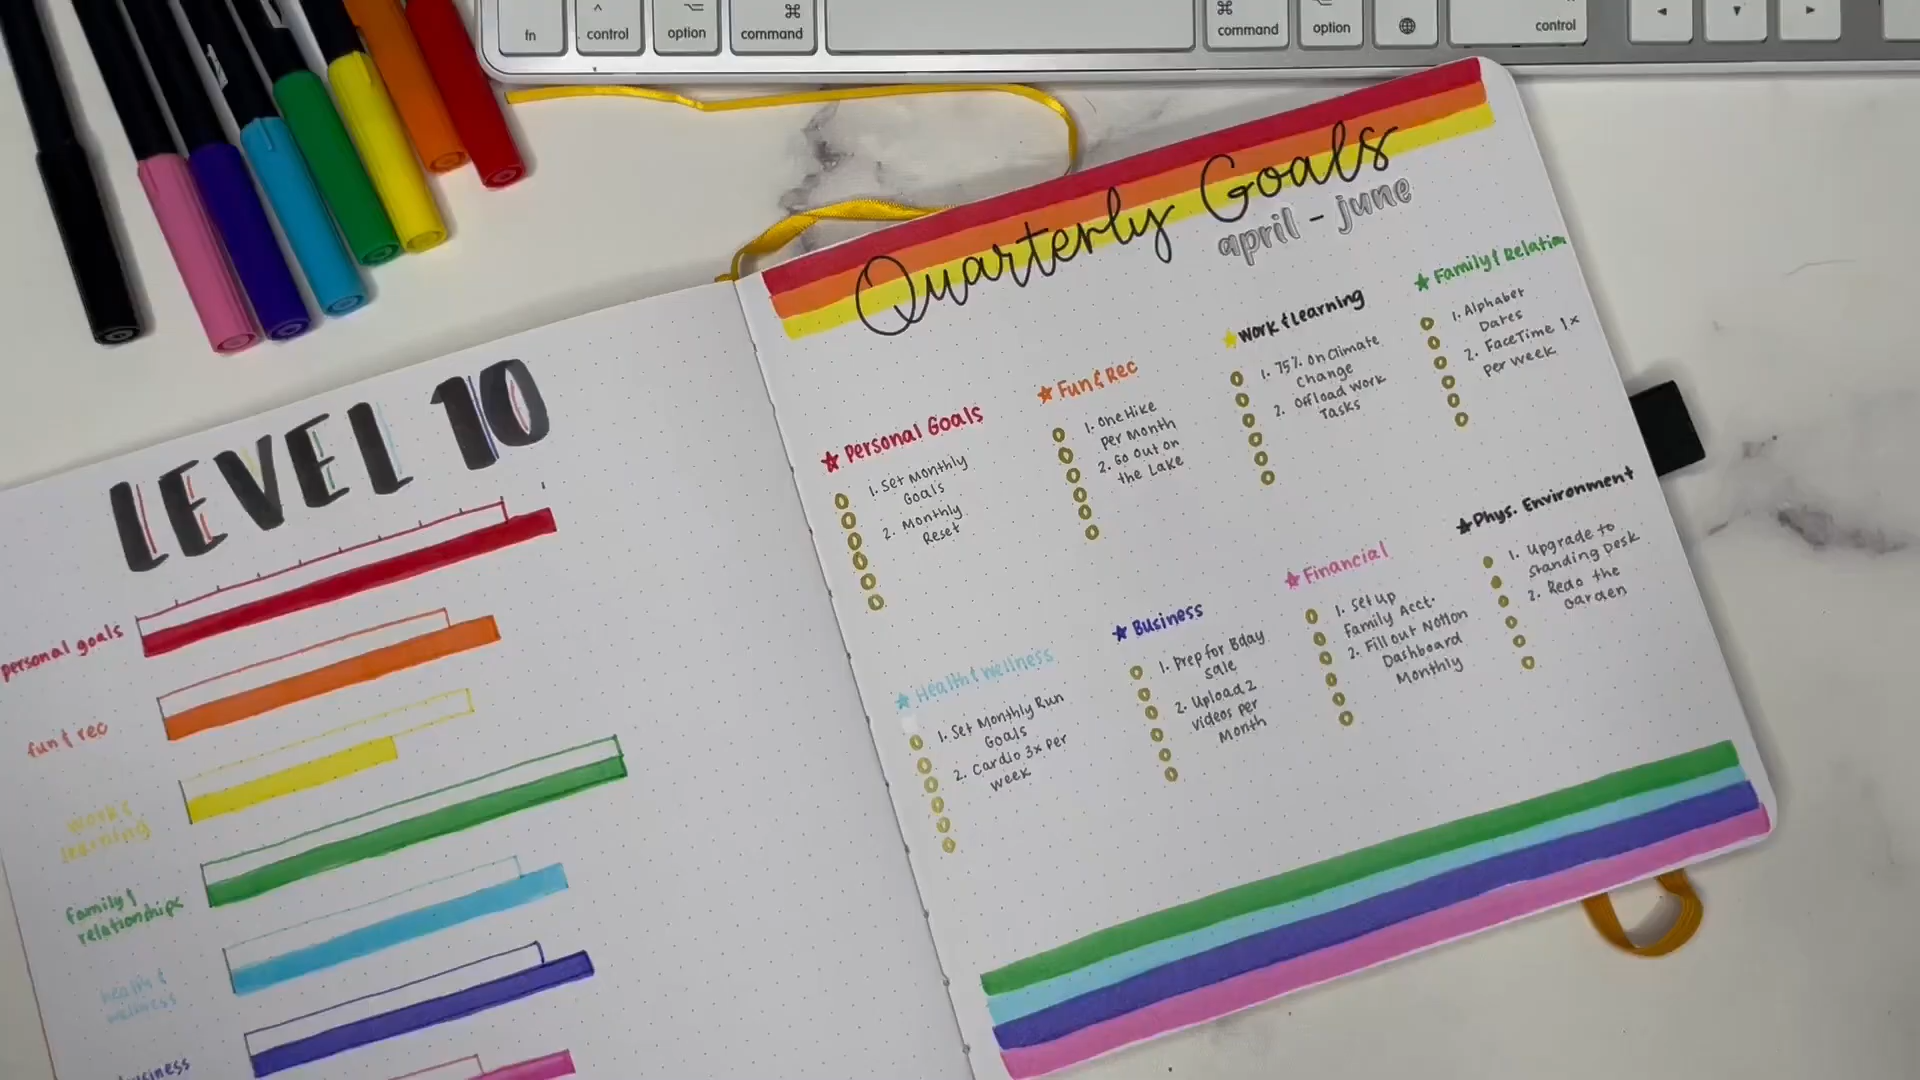 fn
control
option
command
command
option
control
LEVEL 10
personal goals
fun & rec
work &
learning
family &
relationships
health &
wellness
business
Quarterly Goals
april - june
Personal Goals
1. Set Monthly
Goals
2. Monthly
Reset
Fun & Rec
1. One Hike
Per Month
2. Go Out on
the Lake
Work & Learning
1. 75% on Climate
Change
2. Offload Work
Tasks
Family & Relation
1. Alphabet
Dates
2. FaceTime 1x
per week
Health & Wellness
1. Set Monthly Run
Goals
2. Cardio 3x per
week
Business
1. Prep for Bday
Sale
2. Upload 2
videos per
Month
Financial
1. Set up
Family Acct.
2. Fill out Notion
Dashboard
Monthly
Phys. Environment
1. Upgrade to
Standing Desk
2. Redo the
Garden